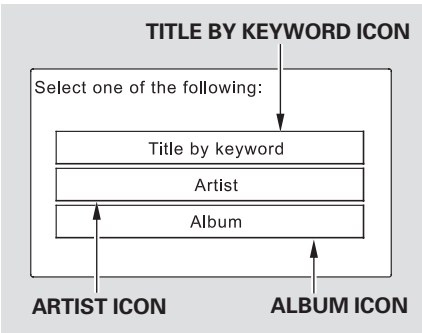 TITLE BY KEYWORD ICON
Select one of the following:
Title by keyword
Artist
Album
ARTIST ICON
ALBUM ICON